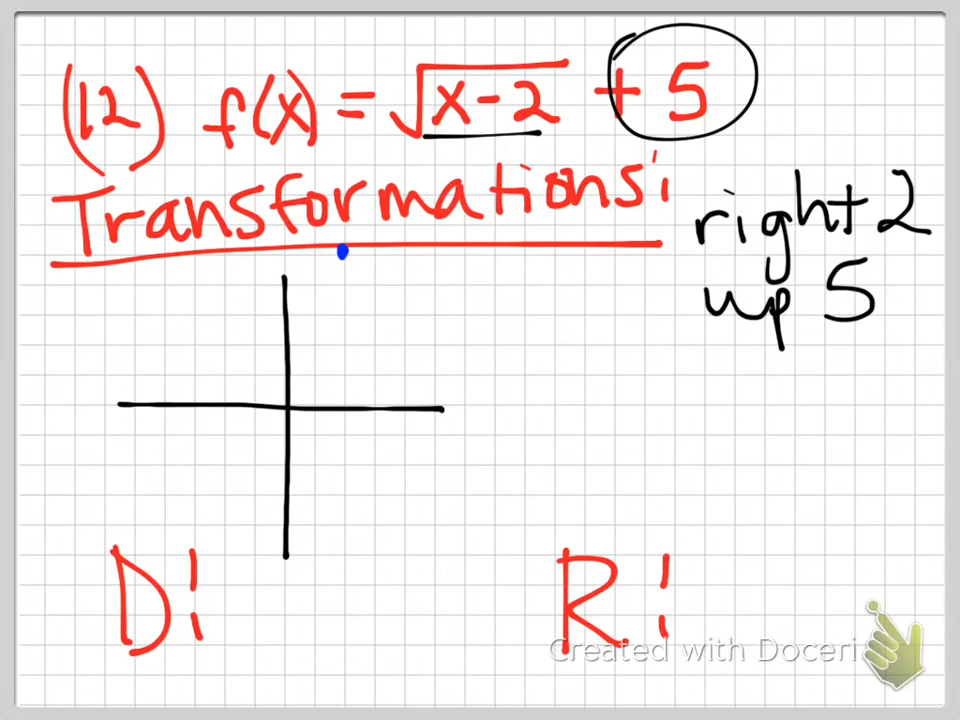 (12) f(x) = √x-2 + 5
Transformations:
right 2
up 5
D:
R:
Created with Doceri